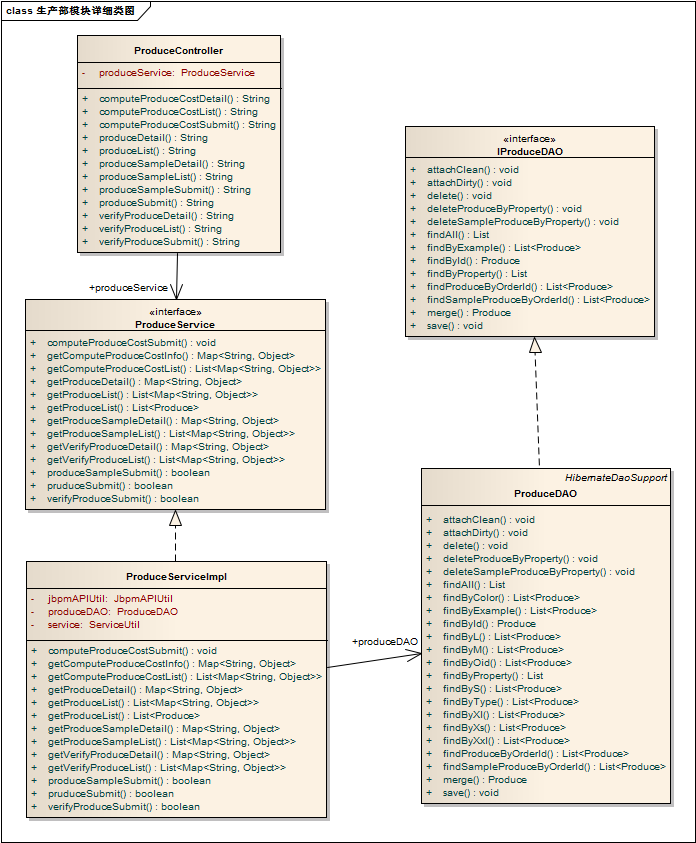 class 生产部模块详细类图
ProduceController
- produceService: ProduceService
+ computeProduceCostDetail() : String
+ computeProduceCostList() : String
+ computeProduceCostSubmit() : String
+ produceDetail() : String
+ produceList() : String
+ produceSampleDetail() : String
+ produceSampleList() : String
+ produceSampleSubmit() : String
+ produceSubmit() : String
+ verifyProduceDetail() : String
+ verifyProduceList() : String
+ verifyProduceSubmit() : String
+produceService
«interface»
ProduceService
+ computeProduceCostSubmit() : void
+ getComputeProduceCostInfo() : Map<String, Object>
+ getComputeProduceCostList() : List<Map<String, Object>>
+ getProduceDetail() : Map<String, Object>
+ getProduceList() : List<Map<String, Object>>
+ getProduceList() : List<Produce>
+ getProduceSampleDetail() : Map<String, Object>
+ getProduceSampleList() : List<Map<String, Object>>
+ getVerifyProduceDetail() : Map<String, Object>
+ getVerifyProduceList() : List<Map<String, Object>>
+ produceSampleSubmit() : boolean
+ pruduceSubmit() : boolean
+ verifyProduceSubmit() : boolean
ProduceServiceImpl
- jbpmAPIUtil: JbpmAPIUtil
- produceDAO: ProduceDAO
- service: ServiceUtil
+ computeProduceCostSubmit() : void
+ getComputeProduceCostInfo() : Map<String, Object>
+ getComputeProduceCostList() : List<Map<String, Object>>
+ getProduceDetail() : Map<String, Object>
+ getProduceList() : List<Map<String, Object>>
+ getProduceList() : List<Produce>
+ getProduceSampleDetail() : Map<String, Object>
+ getProduceSampleList() : List<Map<String, Object>>
+ getVerifyProduceDetail() : Map<String, Object>
+ getVerifyProduceList() : List<Map<String, Object>>
+ produceSampleSubmit() : boolean
+ pruduceSubmit() : boolean
+ verifyProduceSubmit() : boolean
+produceDAO
«interface»
IProduceDAO
+ attachClean() : void
+ attachDirty() : void
+ delete() : void
+ deleteProduceByProperty() : void
+ deleteSampleProduceByProperty() : void
+ findAll() : List
+ findByExample() : List<Produce>
+ findById() : Produce
+ findByProperty() : List
+ findProduceByOrderId() : List<Produce>
+ findSampleProduceByOrderId() : List<Produce>
+ merge() : Produce
+ save() : void
HibernateDaoSupport
ProduceDAO
+ attachClean() : void
+ attachDirty() : void
+ delete() : void
+ deleteProduceByProperty() : void
+ deleteSampleProduceByProperty() : void
+ findAll() : List
+ findByColor() : List<Produce>
+ findByExample() : List<Produce>
+ findById() : Produce
+ findByL() : List<Produce>
+ findByM() : List<Produce>
+ findByOid() : List<Produce>
+ findByProperty() : List
+ findByS() : List<Produce>
+ findByType() : List<Produce>
+ findByXl() : List<Produce>
+ findByXs() : List<Produce>
+ findByXxl() : List<Produce>
+ findProduceByOrderId() : List<Produce>
+ findSampleProduceByOrderId() : List<Produce>
+ merge() : Produce
+ save() : void